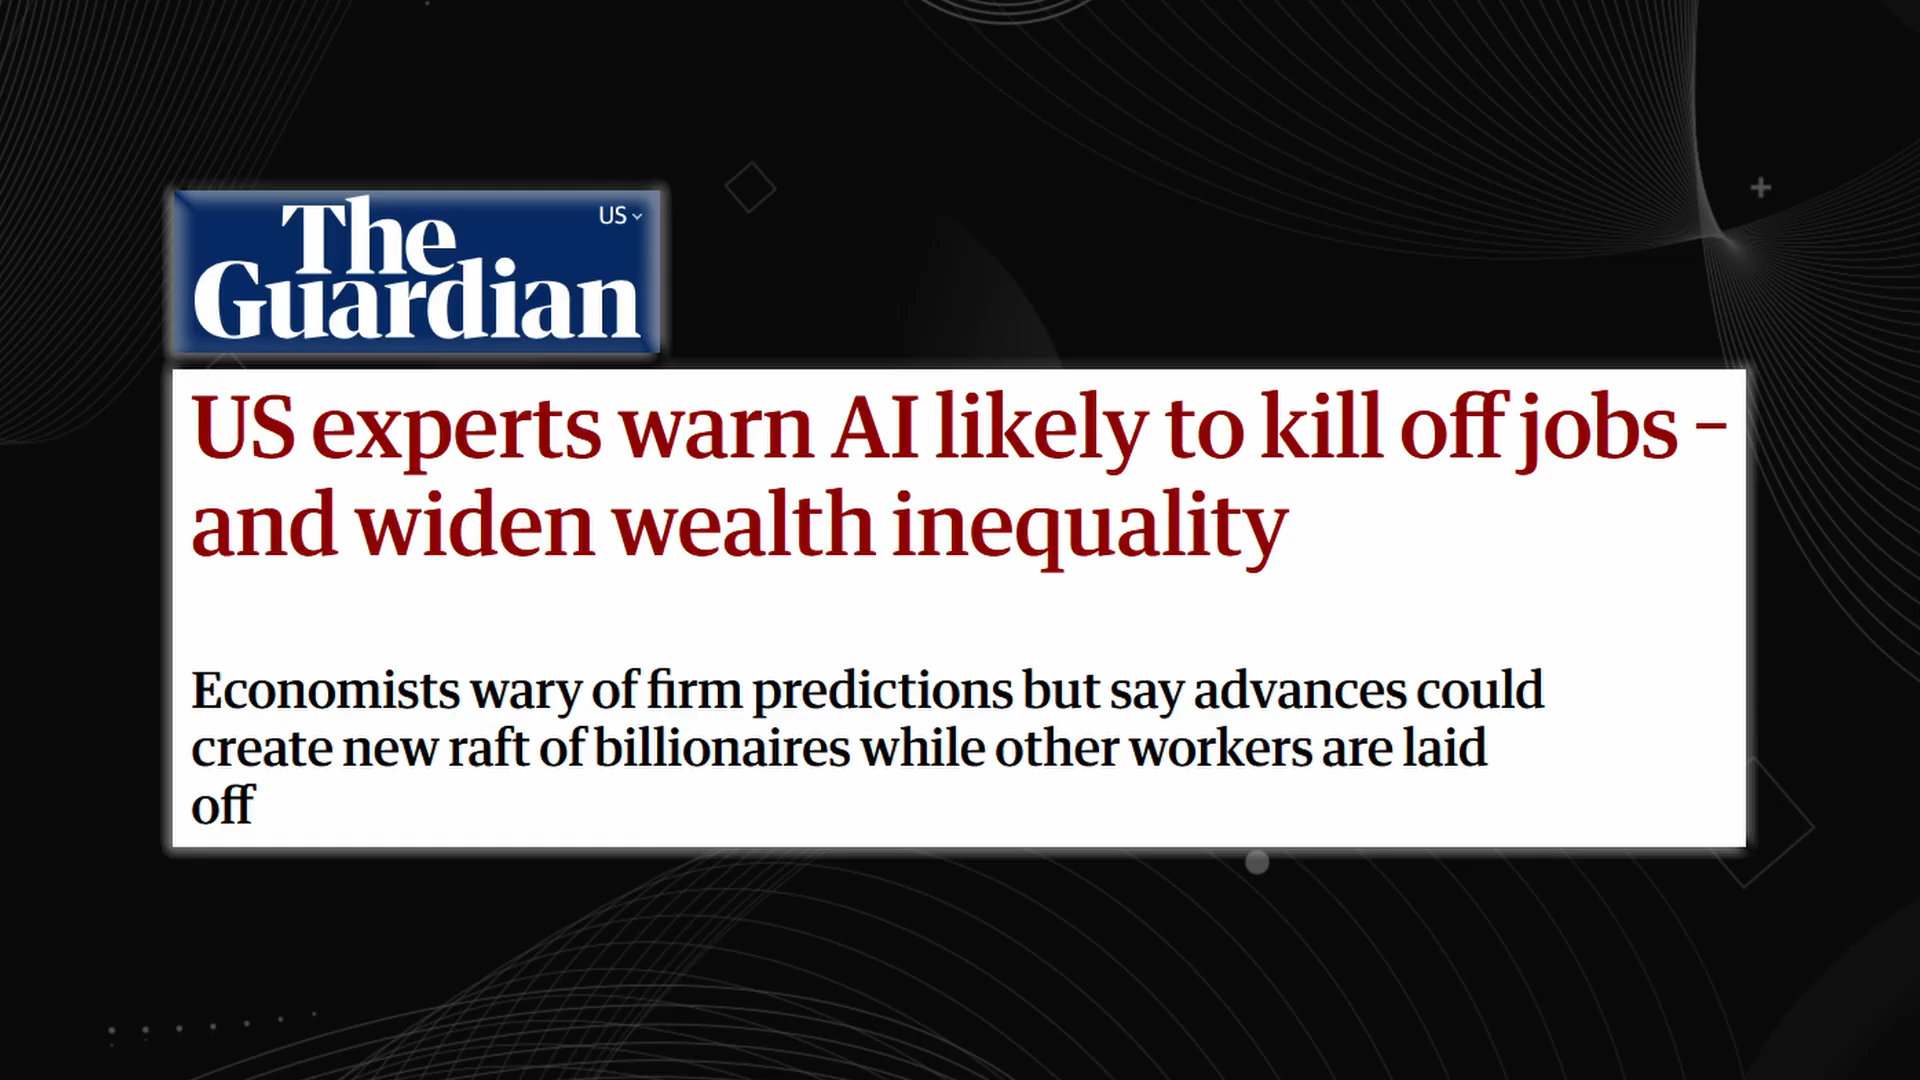 The
US
Guardian
US experts warn AI likely to kill off jobs –
and widen wealth inequality
Economists wary of firm predictions but say advances could
create new raft of billionaires while other workers are laid
off